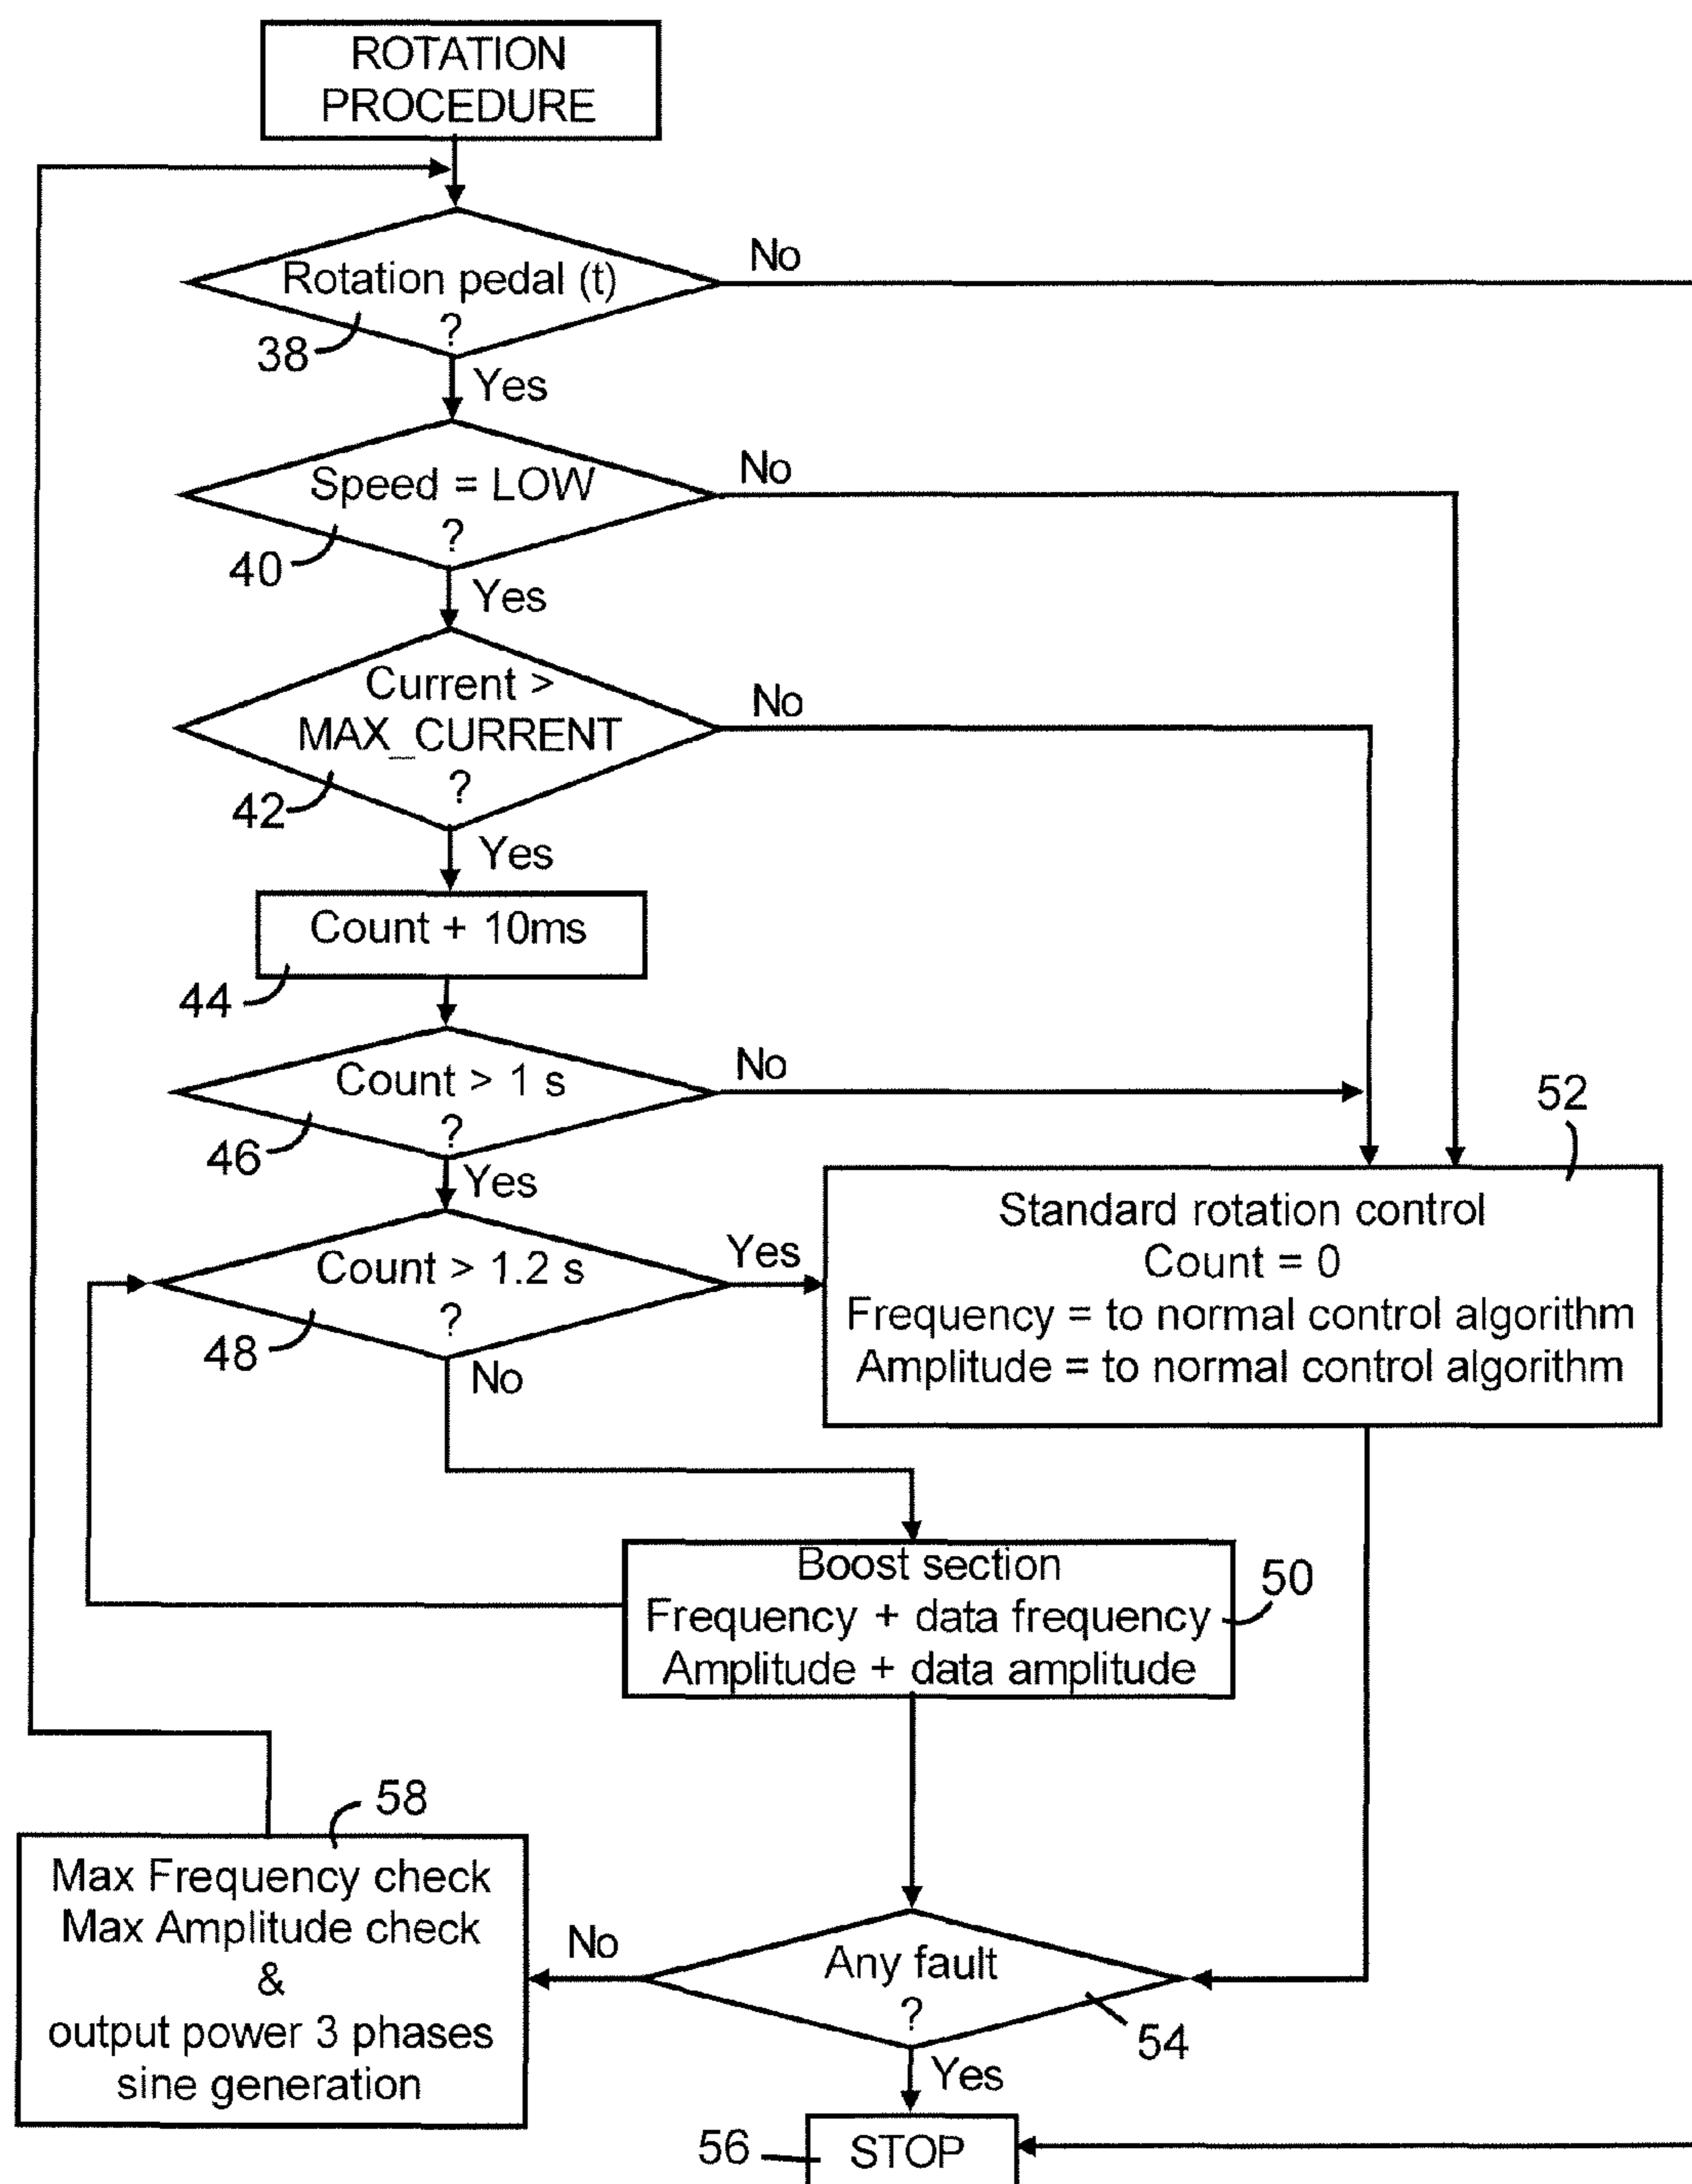 ROTATION
PROCEDURE
No
Rotation pedal (t)
?
38
Yes
No
Speed = LOW
?
40
Yes
Current >
No
MAX_CURRENT
?
42
Yes
Count + 10ms
44
No
Count > 1 s
?
46
52
Yes
Standard rotation control
Count = 0
Frequency = to normal control algorithm
Amplitude = to normal control algorithm
Yes
Count > 1.2 s
?
48
No
Boost section
Frequency + data frequency
Amplitude + data amplitude
50
58
Max Frequency check
Max Amplitude check
&
output power 3 phases
sine generation
No
Any fault
?
54
Yes
56
STOP